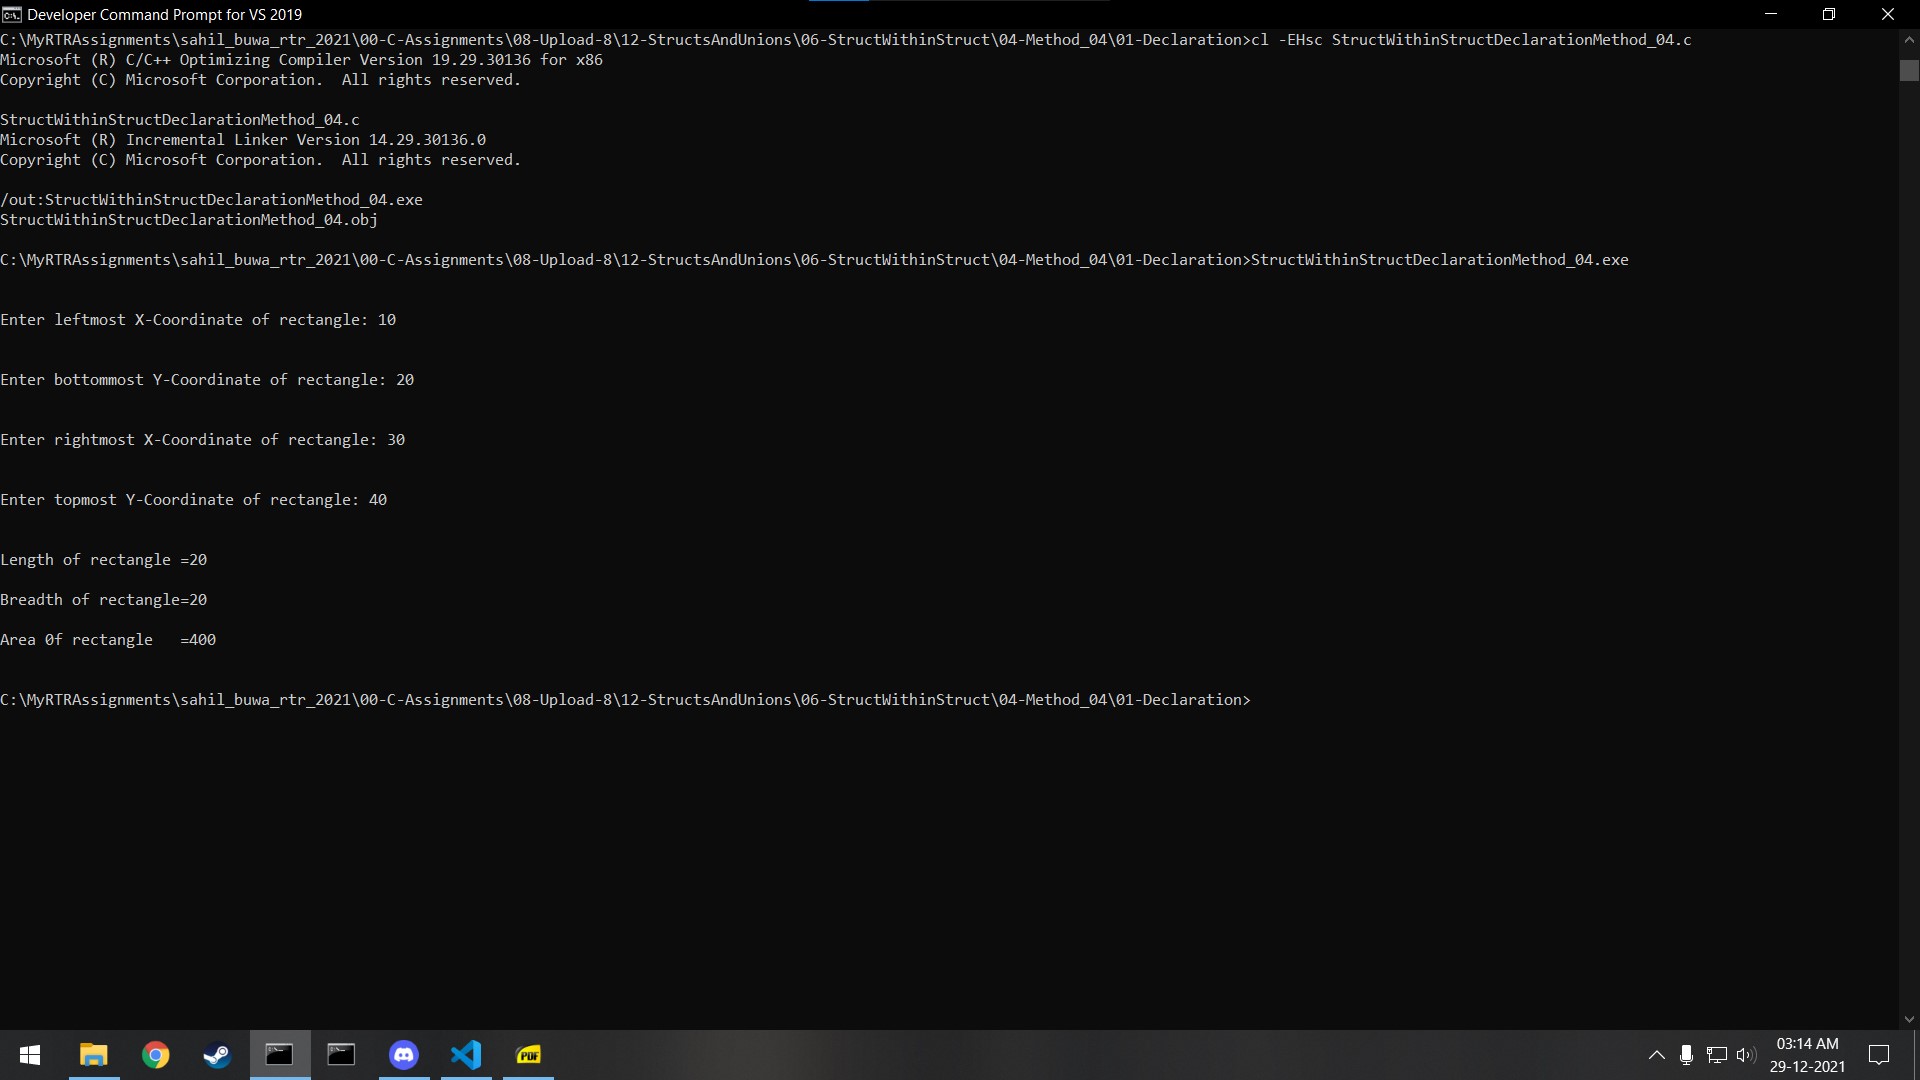 Developer Command Prompt for VS 2019
C:\MyRTRAssignments\sahil_buwa_rtr_2021\00-C-Assignments\08-Upload-8\12-StructsAndUnions\06-StructWithinStruct\04-Method_04\01-Declaration>cl -EHsc StructWithinStructDeclarationMethod_04.c
Microsoft (R) C/C++ Optimizing Compiler Version 19.29.30136 for x86
Copyright (C) Microsoft Corporation.  All rights reserved.
StructWithinStructDeclarationMethod_04.c
Microsoft (R) Incremental Linker Version 14.29.30136.0
Copyright (C) Microsoft Corporation.  All rights reserved.
/out:StructWithinStructDeclarationMethod_04.exe
StructWithinStructDeclarationMethod_04.obj
C:\MyRTRAssignments\sahil_buwa_rtr_2021\00-C-Assignments\08-Upload-8\12-StructsAndUnions\06-StructWithinStruct\04-Method_04\01-Declaration>StructWithinStructDeclarationMethod_04.exe
Enter leftmost X-Coordinate of rectangle: 10
Enter bottommost Y-Coordinate of rectangle: 20
Enter rightmost X-Coordinate of rectangle: 30
Enter topmost Y-Coordinate of rectangle: 40
Length of rectangle =20
Breadth of rectangle=20
Area 0f rectangle   =400
C:\MyRTRAssignments\sahil_buwa_rtr_2021\00-C-Assignments\08-Upload-8\12-StructsAndUnions\06-StructWithinStruct\04-Method_04\01-Declaration>
PDF
03:14 AM
29-12-2021